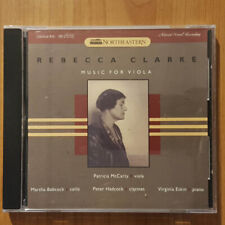 NORTHEASTERN
REBECCA CLARKE
MUSIC FOR VIOLA
Patricia McCarty viola
Martha Babcock cello Peter Hadcock clarinet Virginia Eskin piano